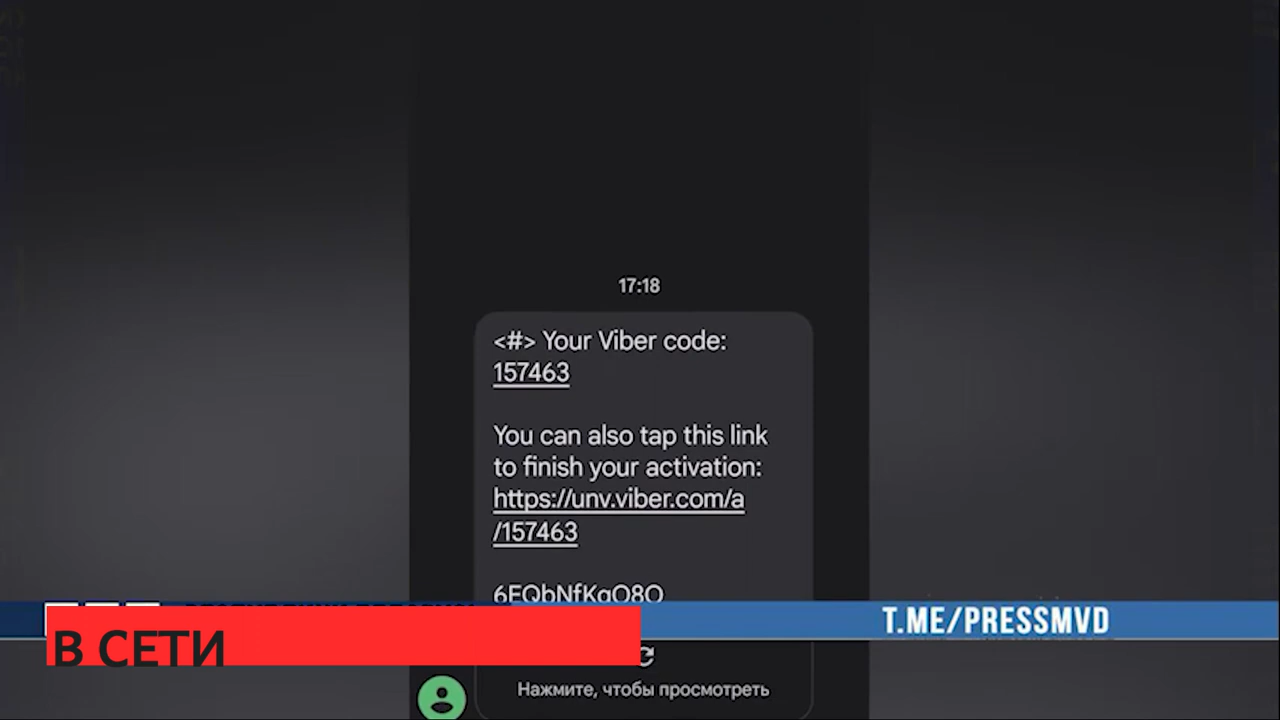 17:18
<#> Your Viber code:
157463
You can also tap this link
to finish your activation:
https://unv.viber.com/a
/157463
6EQbNfKqO8O
T.ME/PRESSMVD
В СЕТИ
Нажмите, чтобы просмотреть